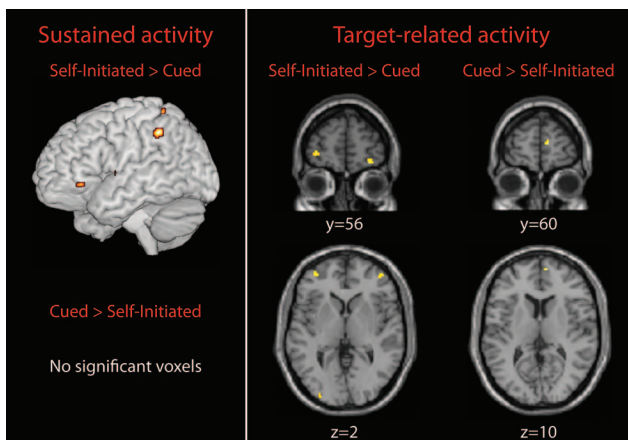 Sustained activity
Self-Initiated > Cued
Cued > Self-Initiated
No significant voxels
Target-related activity
Self-Initiated > Cued
Cued > Self-Initiated
y=56
y=60
z=2
z=10